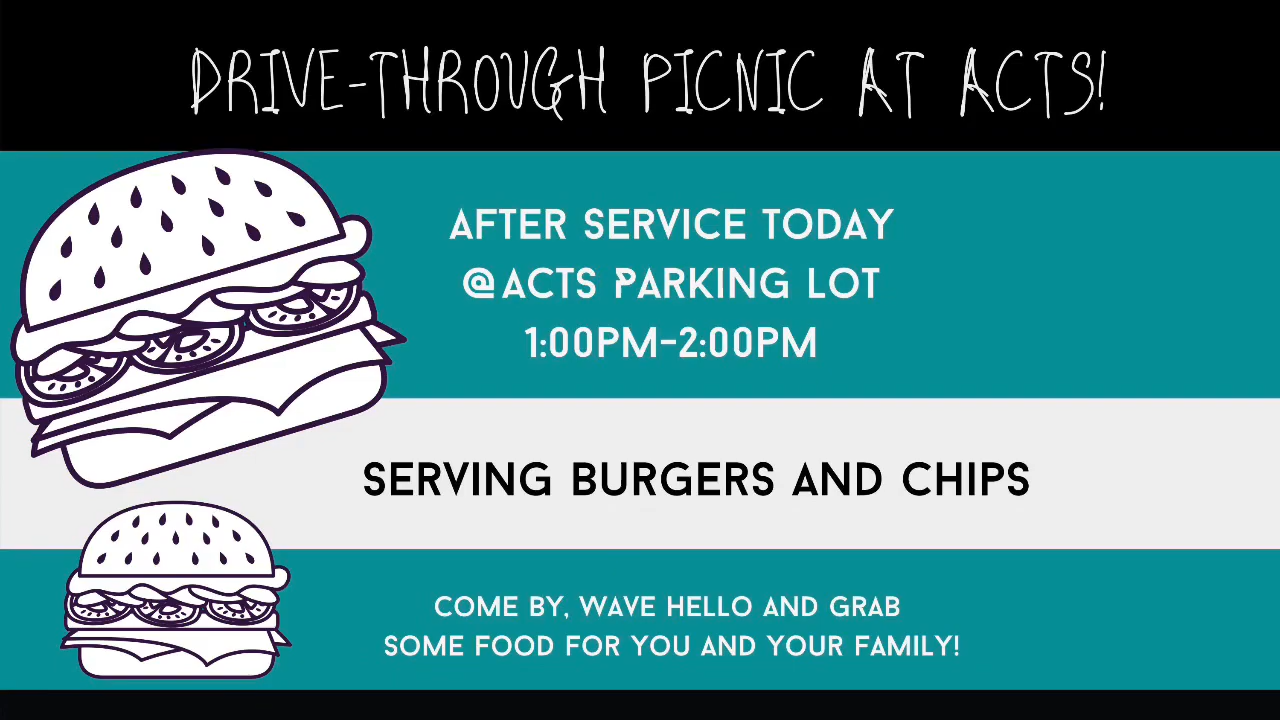 DRIVE-THROUGH PICNIC AT ACTS!
AFTER SERVICE TODAY
@ACTS PARKING LOT
1:00PM-2:00PM
SERVING BURGERS AND CHIPS
COME BY, WAVE HELLO AND GRAB
SOME FOOD FOR YOU AND YOUR FAMILY!